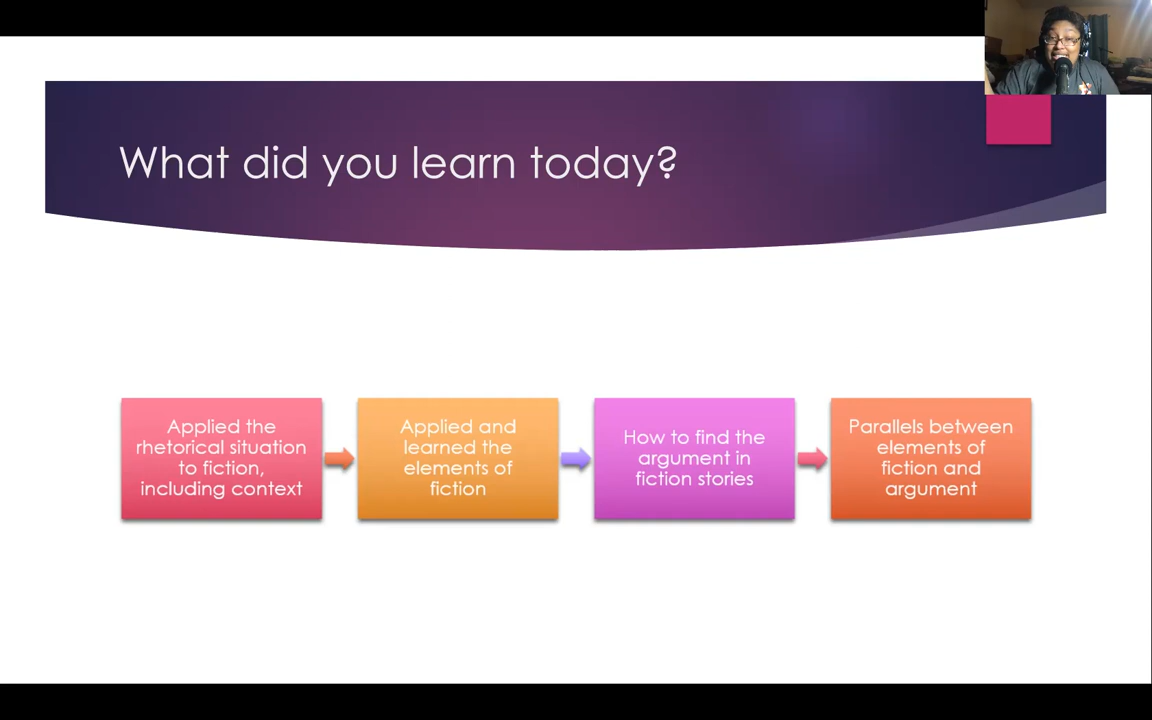 What did you learn today?
Applied the
rhetorical situation
to fiction,
including context
Applied and
learned the
elements of
fiction
How to find the
argument in
fiction stories
Parallels between
elements of
fiction and
argument